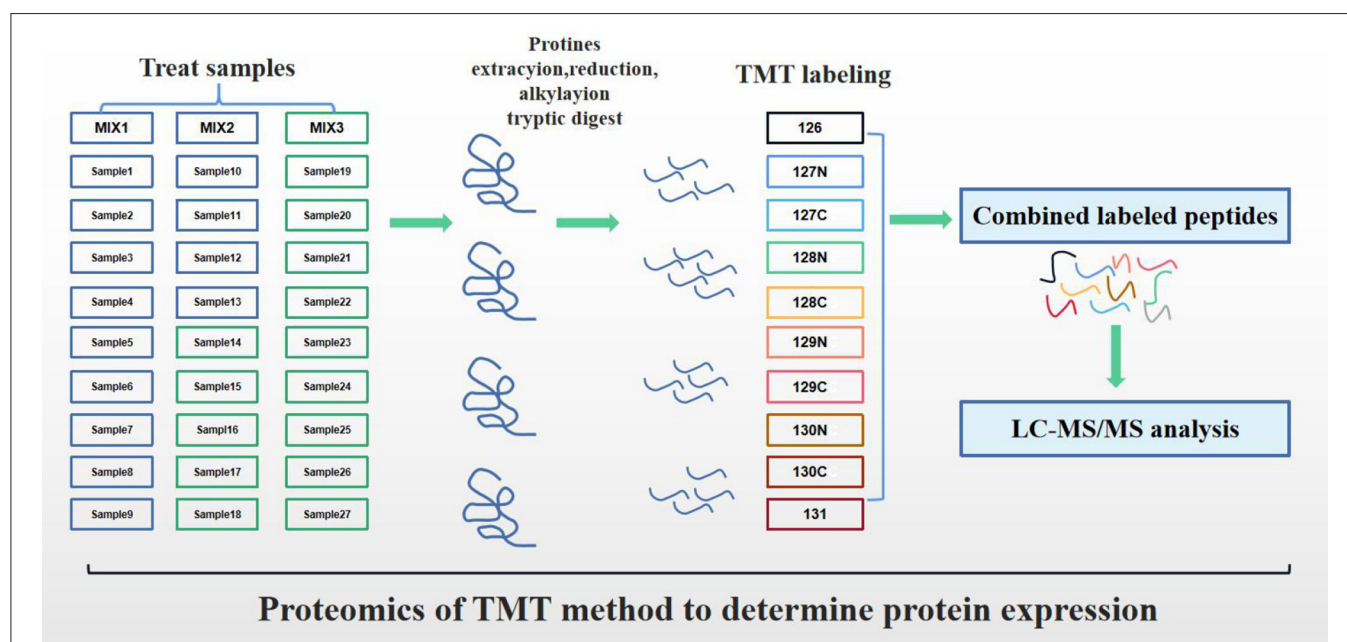 Treat samples
MIX1 MIX2 MIX3
Sample1 Sample10 Sample19
Sample2 Sample11 Sample20
Sample3 Sample12 Sample21
Sample4 Sample13 Sample22
Sample5 Sample14 Sample23
Sample6 Sample15 Sample24
Sample7 Sampl16 Sample25
Sample8 Sample17 Sample26
Sample9 Sample18 Sample27
Protines
extracyion,reduction,
alkylayion
tryptic digest
TMT labeling
126
127N
127C
128N
128C
129N
129C
130N
130C
131
Combined labeled peptides
LC-MS/MS analysis
Proteomics of TMT method to determine protein expression